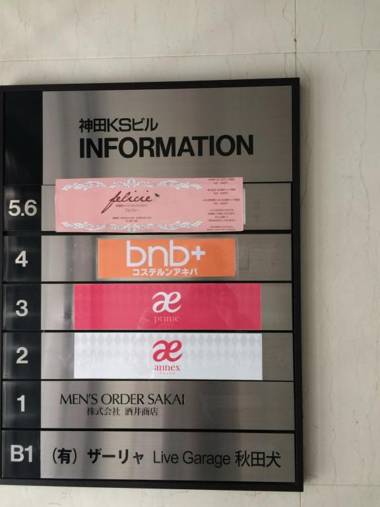 神田KSビル
INFORMATION
5.6
felicie
4
bnb+
コステルンアキバ
3
æ
prime
2
æ
annex
1
MEN'S ORDER SAKAI
株式会社 酒井商店
B1
(有) ザーリャ Live Garage 秋田犬